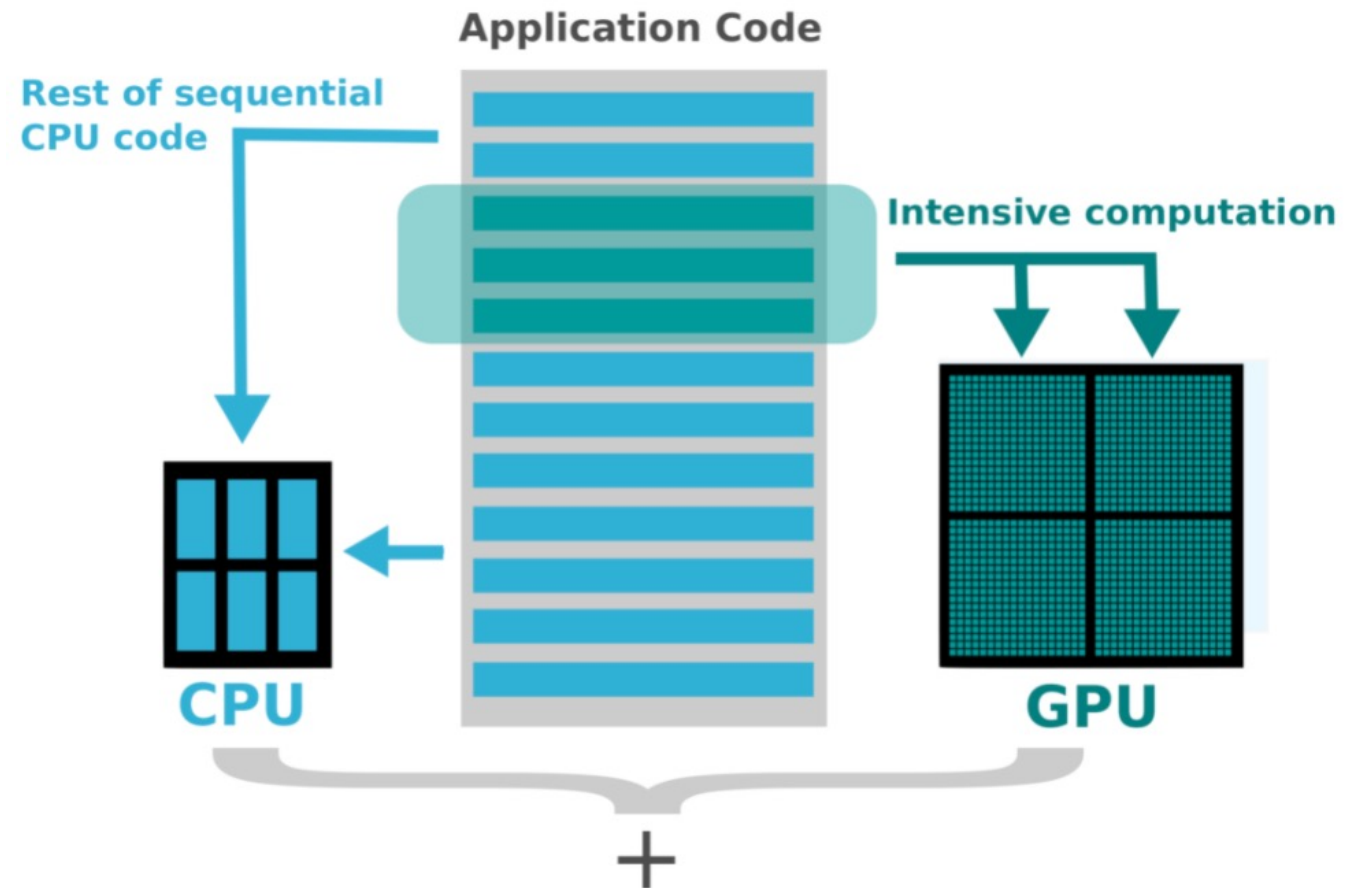 Application Code
Rest of sequential
CPU code
Intensive computation
CPU
GPU
+